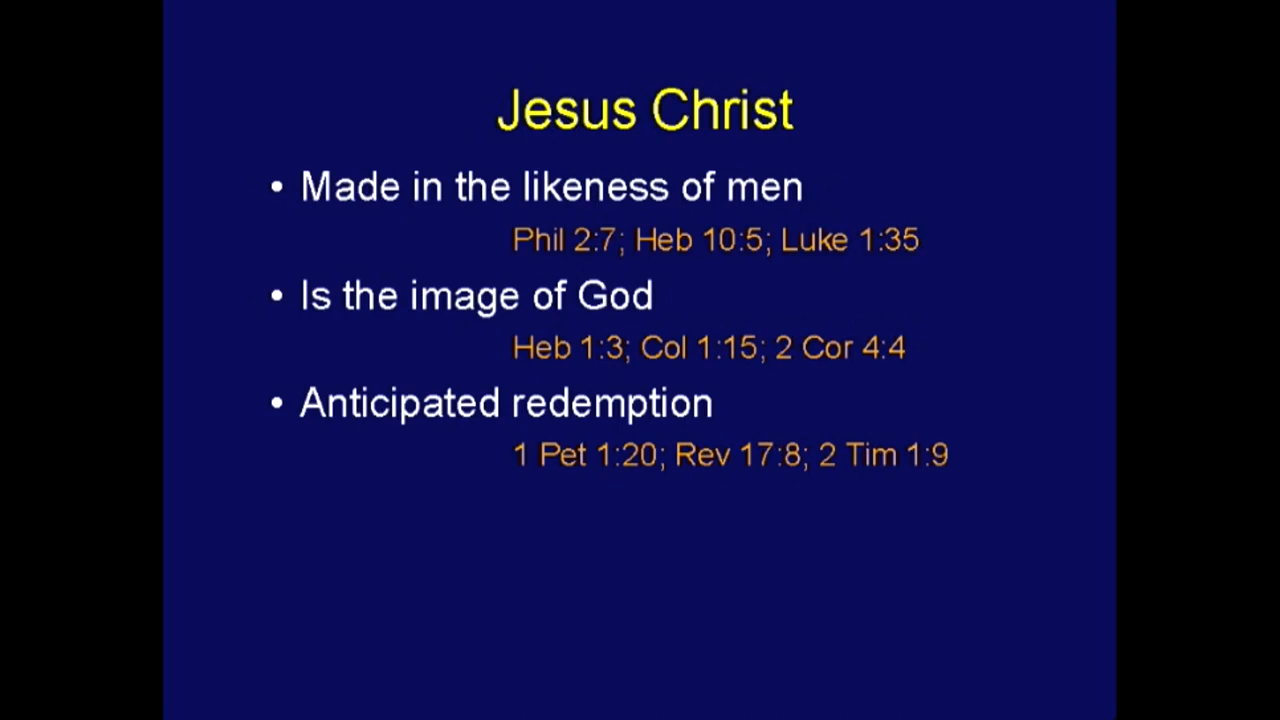 Jesus Christ
• Made in the likeness of men
Phil 2:7; Heb 10:5; Luke 1:35
• Is the image of God
Heb 1:3; Col 1:15; 2 Cor 4:4
• Anticipated redemption
1 Pet 1:20; Rev 17:8; 2 Tim 1:9